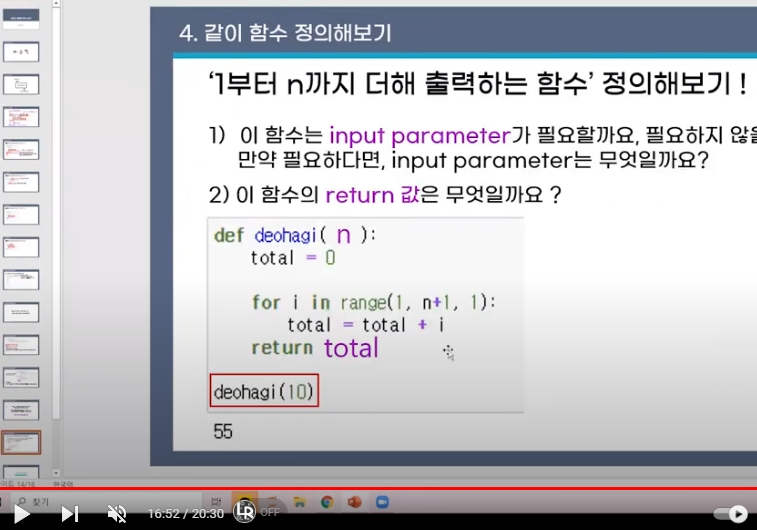 4. 같이 함수 정의해보기
‘1부터 n까지 더해 출력하는 함수’ 정의해보기 !
1) 이 함수는 input parameter가 필요할까요, 필요하지 않을
만약 필요하다면, input parameter는 무엇일까요?
2) 이 함수의 return 값은 무엇일까요 ?
def deohagi( n ):
total = 0
for i in range(1, n+1, 1):
total = total + i
return total
deohagi(10)
55
한국어
찾기
16:52 / 20:30
LR OFF